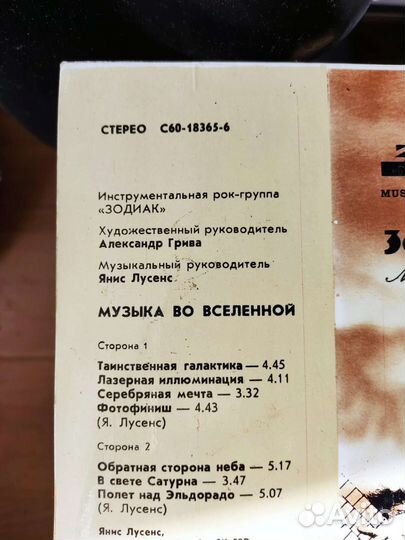 СТЕРЕО С60-18365-6
Инструментальная рок-группа
«ЗОДИАК»
Художественный руководитель
Александр Грива
Музыкальный руководитель
Янис Лусенс
МУЗЫКА ВО ВСЕЛЕННОЙ
Сторона 1
Таинственная галактика — 4.45
Лазерная иллюминация — 4.11
Серебряная мечта — 3.32
Фотофиниш — 4.43
(Я. Лусенс)
Сторона 2
Обратная сторона неба — 5.17
В свете Сатурна — 3.47
Полет над Эльдорадо — 5.07
(Я. Лусенс)
Янис Лусенс,
MUS
Avito